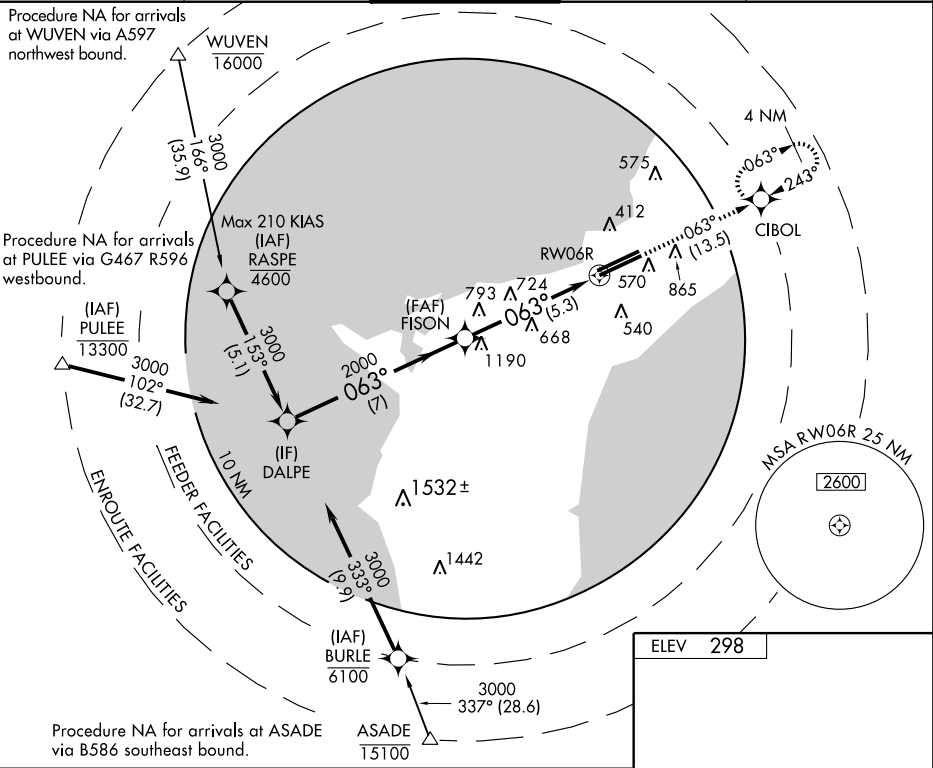 Procedure NA for arrivals
at WUVEN via A597
northwest bound.
WUVEN
16000
3000
166°
(35.9)
4 NM
063°
243°
CIBOL
575
412
063°
(13.5)
RW06R
570
865
540
Max 210 KIAS
(IAF)
RASPE
4600
Procedure NA for arrivals
at PULEE via G467 R596
westbound.
(IAF)
PULEE
13300
3000
102°
(32.7)
3000
153°
(5.1)
(FAF)
FISON
793
724
063°
(5.3)
668
1190
2000
063°
(7)
(IF)
DALPE
10 NM
FEEDER FACILITIES
ENROUTE FACILITIES
1532 ±
1442
MSA RW06R 25 NM
2600
3000
333°
(9.9)
(IAF)
BURLE
6100
3000
337° (28.6)
ASADE
15100
Procedure NA for arrivals at ASADE
via B586 southeast bound.
ELEV 298